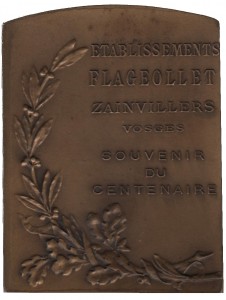 ETABLISSEMENTS
FLAGEOLLET
ZAINVILLERS
VOSGES
SOUVENIR
DU
CENTENAIRE